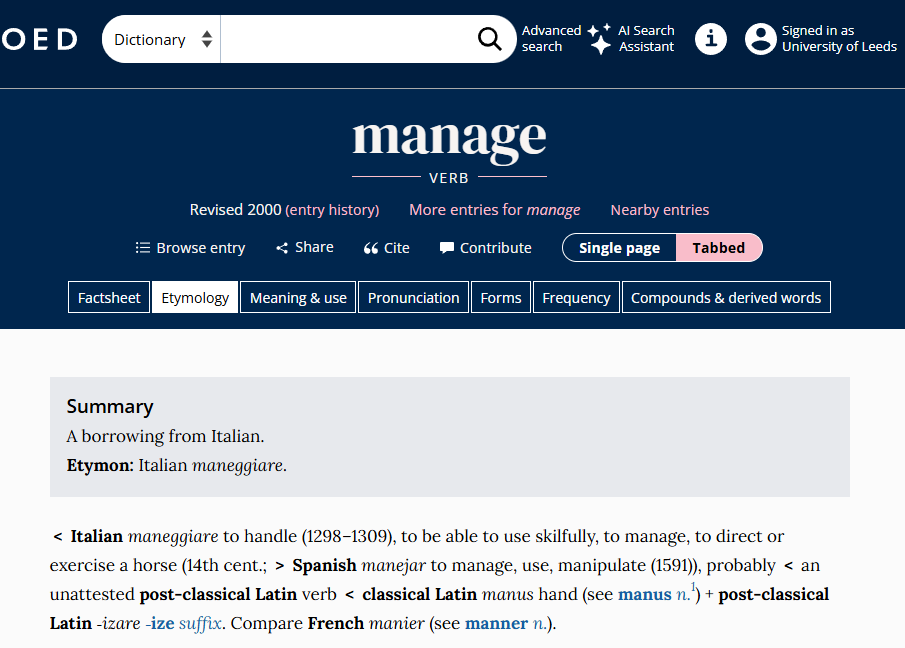 OED
Dictionary
Advanced search
AI Search Assistant
Signed in as University of Leeds
manage
VERB
Revised 2000 (entry history) More entries for manage Nearby entries
Browse entry Share Cite Contribute Single page Tabbed
Factsheet Etymology Meaning & use Pronunciation Forms Frequency Compounds & derived words
Summary
A borrowing from Italian.
Etymon: Italian maneggiare.
< Italian maneggiare to handle (1298–1309), to be able to use skilfully, to manage, to direct or
exercise a horse (14th cent.; > Spanish manejar to manage, use, manipulate (1591)), probably < an
unattested post-classical Latin verb < classical Latin manus hand (see manus n.1) + post-classical
Latin -izare -ize suffix. Compare French manier (see manner n.).